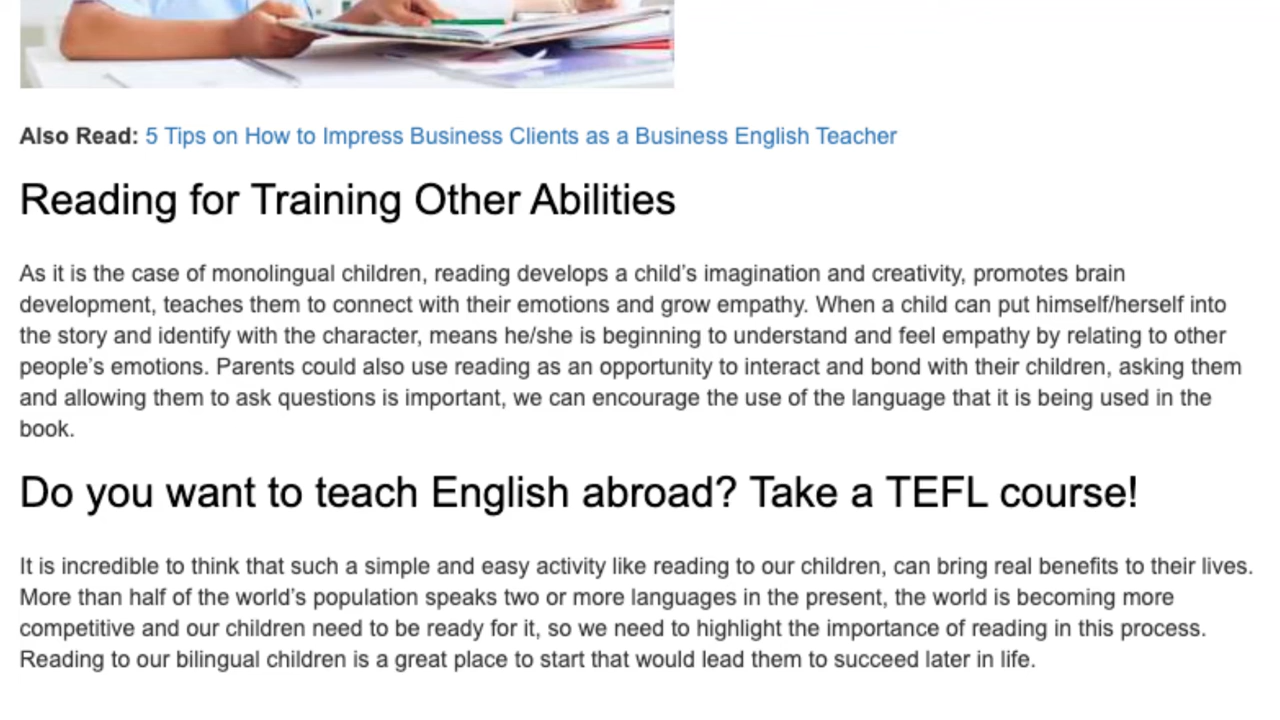 Also Read: 5 Tips on How to Impress Business Clients as a Business English Teacher
Reading for Training Other Abilities
As it is the case of monolingual children, reading develops a child’s imagination and creativity, promotes brain
development, teaches them to connect with their emotions and grow empathy. When a child can put himself/herself into
the story and identify with the character, means he/she is beginning to understand and feel empathy by relating to other
people’s emotions. Parents could also use reading as an opportunity to interact and bond with their children, asking them
and allowing them to ask questions is important, we can encourage the use of the language that it is being used in the
book.
Do you want to teach English abroad? Take a TEFL course!
It is incredible to think that such a simple and easy activity like reading to our children, can bring real benefits to their lives.
More than half of the world’s population speaks two or more languages in the present, the world is becoming more
competitive and our children need to be ready for it, so we need to highlight the importance of reading in this process.
Reading to our bilingual children is a great place to start that would lead them to succeed later in life.